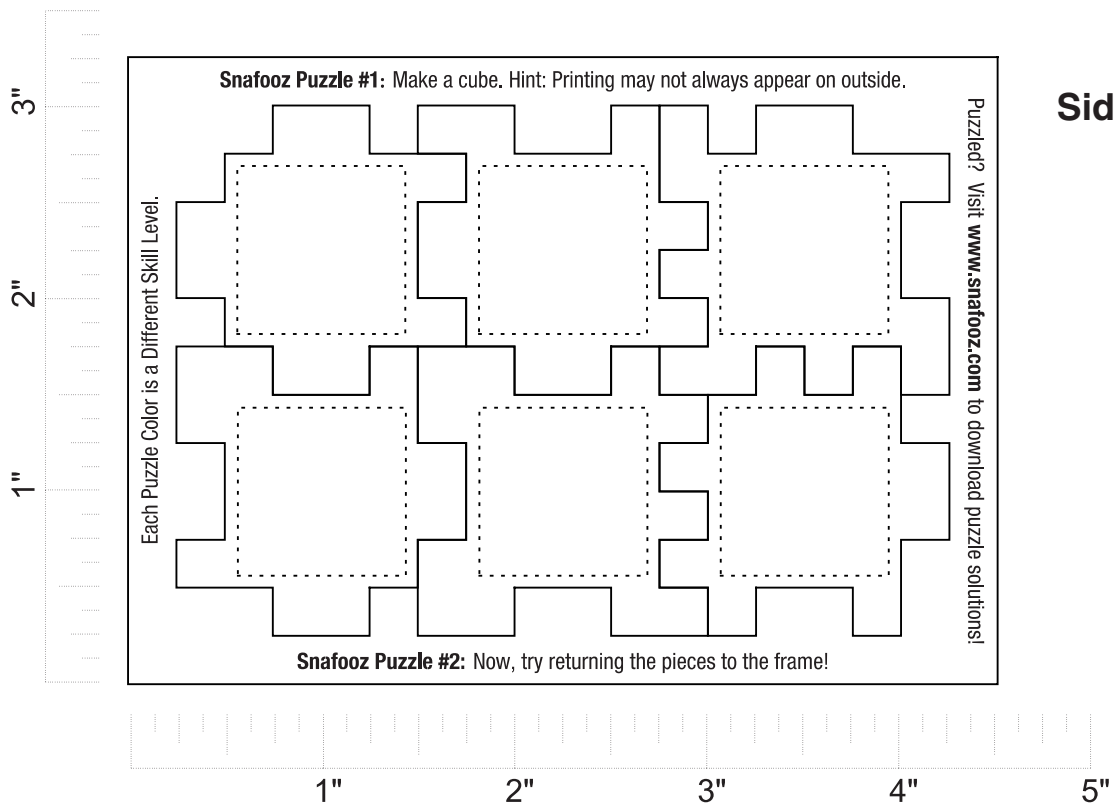 Snafooz Puzzle #1: Make a cube. Hint: Printing may not always appear on outside.
Sid
Each Puzzle Color is a Different Skill Level.
Puzzled? Visit www.snafooz.com to download puzzle solutions!
Snafooz Puzzle #2: Now, try returning the pieces to the frame!
3"
2"
1"
1" 2" 3" 4" 5"